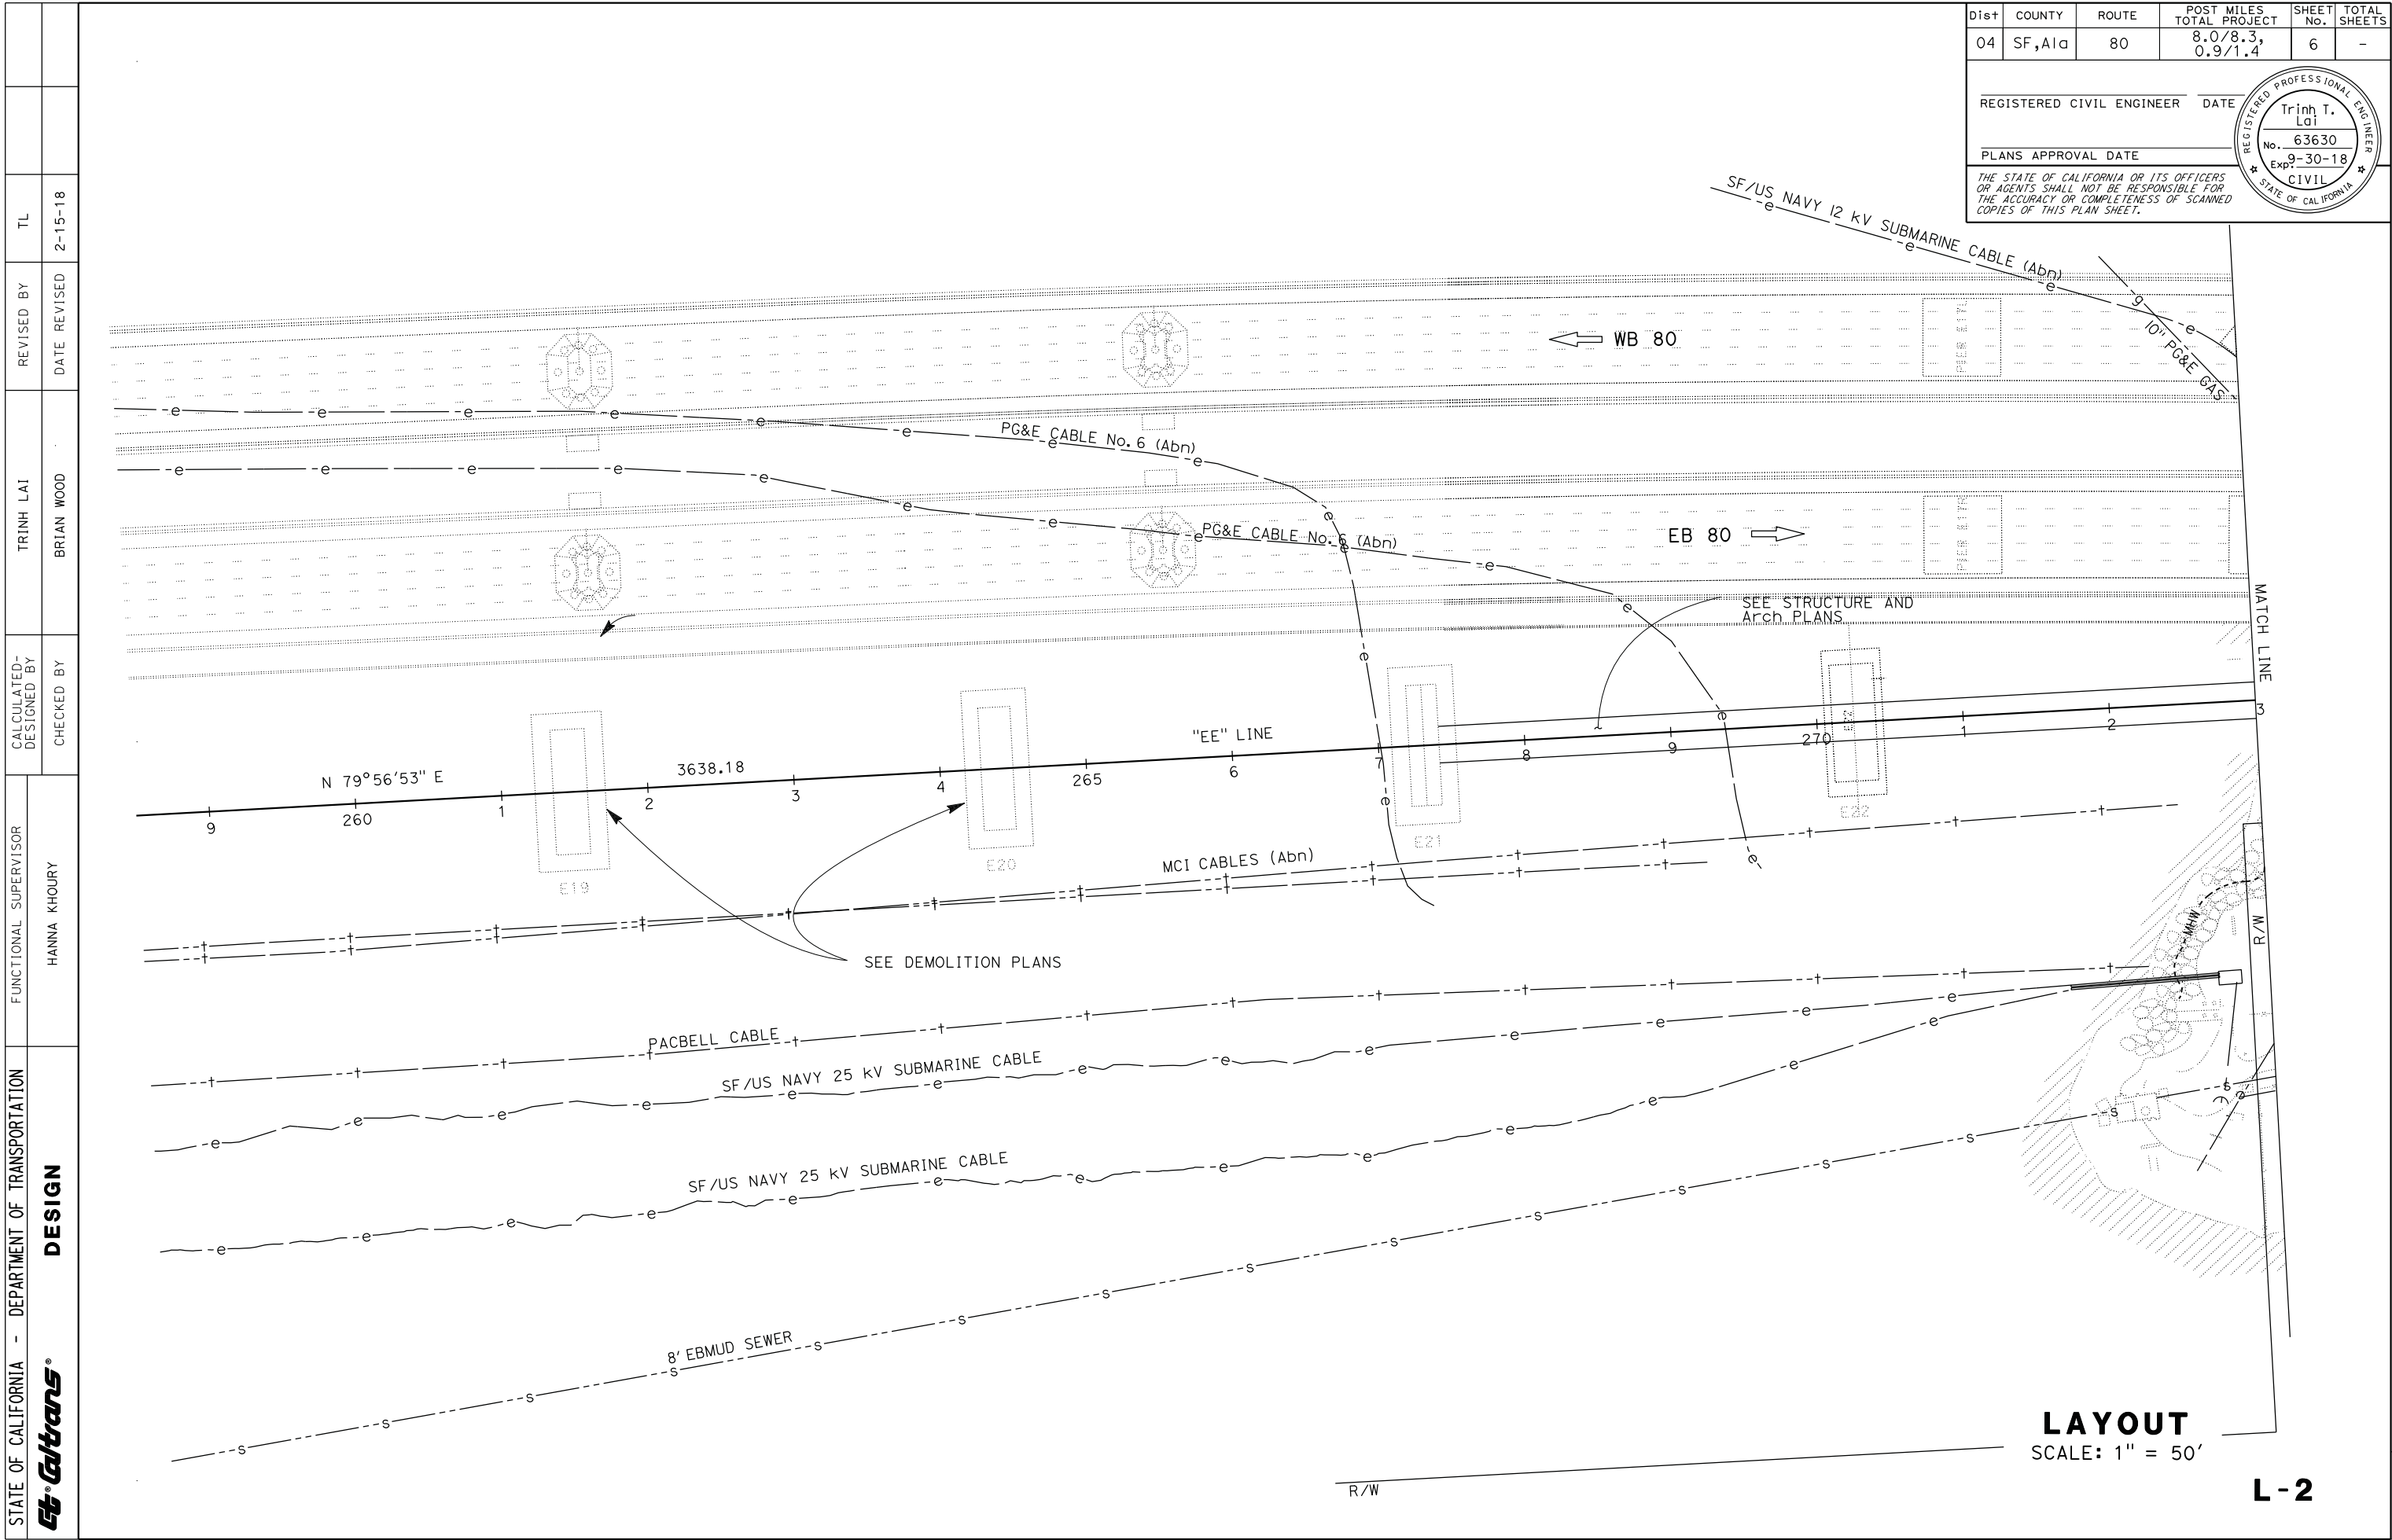 Dist COUNTY ROUTE POST MILES TOTAL PROJECT SHEET No. TOTAL SHEETS
04 SF,Ala 80 8.0/8.3, 0.9/1.4 6 -
REGISTERED CIVIL ENGINEER DATE
PLANS APPROVAL DATE
REGISTERED PROFESSIONAL ENGINEER
Trinh T.
Lai
No. 63630
Exp. 9-30-18
CIVIL
STATE OF CALIFORNIA
THE STATE OF CALIFORNIA OR ITS OFFICERS
OR AGENTS SHALL NOT BE RESPONSIBLE FOR
THE ACCURACY OR COMPLETENESS OF SCANNED
COPIES OF THIS PLAN SHEET.
STATE OF CALIFORNIA - DEPARTMENT OF TRANSPORTATION
Caltrans
DESIGN
FUNCTIONAL SUPERVISOR
HANNA KHOURY
CALCULATED-
DESIGNED BY
CHECKED BY
TRINH LAI
BRIAN WOOD
REVISED BY
DATE REVISED
TL
2-15-18
SF/US NAVY 12 kV SUBMARINE CABLE (Abn)
10" PG&E GAS
WB 80
PG&E CABLE No. 6 (Abn)
PG&E CABLE No. 6 (Abn)
EB 80
SEE STRUCTURE AND
Arch PLANS
MATCH LINE
"EE" LINE
N 79°56'53" E
3638.18
9 260 1 2 3 4 265 6 7 8 9 270 1 2 3
E19
E20
E21
E22
MCI CABLES (Abn)
SEE DEMOLITION PLANS
MHW
R/W
PACBELL CABLE
SF/US NAVY 25 kV SUBMARINE CABLE
SF/US NAVY 25 kV SUBMARINE CABLE
8' EBMUD SEWER
LAYOUT
SCALE: 1" = 50'
R/W
L-2